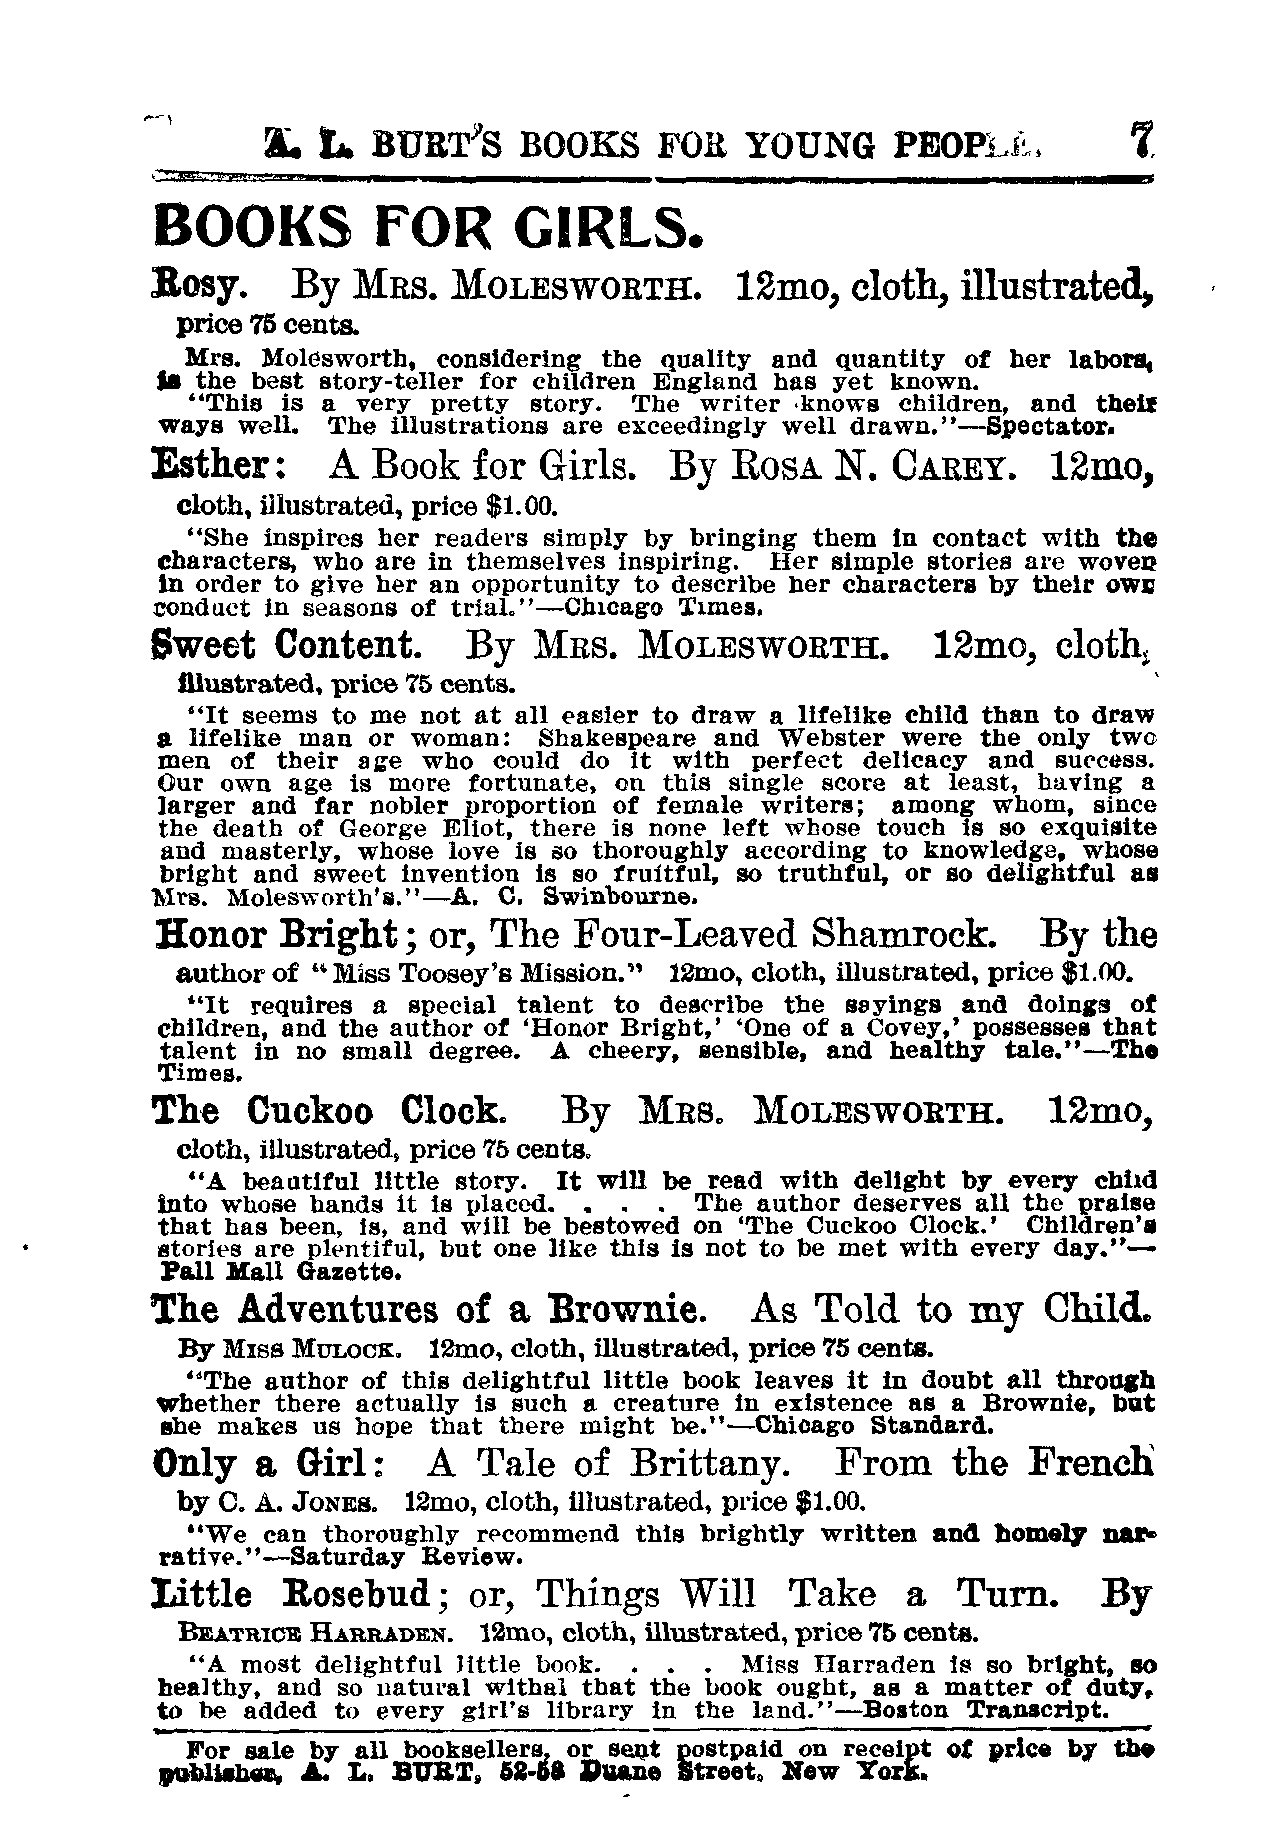 A. L. BURT'S BOOKS FOR YOUNG PEOPLE. 7
BOOKS FOR GIRLS.
Rosy. By MRS. MOLESWORTH. 12mo, cloth, illustrated,
price 75 cents.
Mrs. Molesworth, considering the quality and quantity of her labors,
is the best story-teller for children England has yet known.
"This is a very pretty story. The writer knows children, and their
ways well. The illustrations are exceedingly well drawn."—Spectator.
Esther: A Book for Girls. By ROSA N. CAREY. 12mo,
cloth, illustrated, price $1.00.
"She inspires her readers simply by bringing them in contact with the
characters, who are in themselves inspiring. Her simple stories are woven
in order to give her an opportunity to describe her characters by their own
conduct in seasons of trial."—Chicago Times.
Sweet Content. By MRS. MOLESWORTH. 12mo, cloth,
illustrated, price 75 cents.
"It seems to me not at all easier to draw a lifelike child than to draw
a lifelike man or woman: Shakespeare and Webster were the only two
men of their age who could do it with perfect delicacy and success.
Our own age is more fortunate, on this single score at least, having a
larger and far nobler proportion of female writers; among whom, since
the death of George Eliot, there is none left whose touch is so exquisite
and masterly, whose love is so thoroughly according to knowledge, whose
bright and sweet invention is so fruitful, so truthful, or so delightful as
Mrs. Molesworth's."—A. C. Swinbourne.
Honor Bright; or, The Four-Leaved Shamrock. By the
author of "Miss Toosey's Mission." 12mo, cloth, illustrated, price $1.00.
"It requires a special talent to describe the sayings and doings of
children, and the author of 'Honor Bright,' 'One of a Covey,' possesses that
talent in no small degree. A cheery, sensible, and healthy tale."—The
Times.
The Cuckoo Clock. By MRS. MOLESWORTH. 12mo,
cloth, illustrated, price 75 cents.
"A beautiful little story. It will be read with delight by every child
into whose hands it is placed. . . . The author deserves all the praise
that has been, is, and will be bestowed on 'The Cuckoo Clock.' Children's
stories are plentiful, but one like this is not to be met with every day."—
Pall Mall Gazette.
The Adventures of a Brownie. As Told to my Child.
By MISS MULOCK. 12mo, cloth, illustrated, price 75 cents.
"The author of this delightful little book leaves it in doubt all through
whether there actually is such a creature in existence as a Brownie, but
she makes us hope that there might be."—Chicago Standard.
Only a Girl: A Tale of Brittany. From the French
by C. A. JONES. 12mo, cloth, illustrated, price $1.00.
"We can thoroughly recommend this brightly written and homely nar-
rative."—Saturday Review.
Little Rosebud; or, Things Will Take a Turn. By
BEATRICE HARRADEN. 12mo, cloth, illustrated, price 75 cents.
"A most delightful little book. . . . Miss Harraden is so bright, so
healthy, and so natural withal that the book ought, as a matter of duty,
to be added to every girl's library in the land."—Boston Transcript.
For sale by all booksellers, or sent postpaid on receipt of price by the
publisher, A. L. BURT, 52-58 Duane Street, New York.